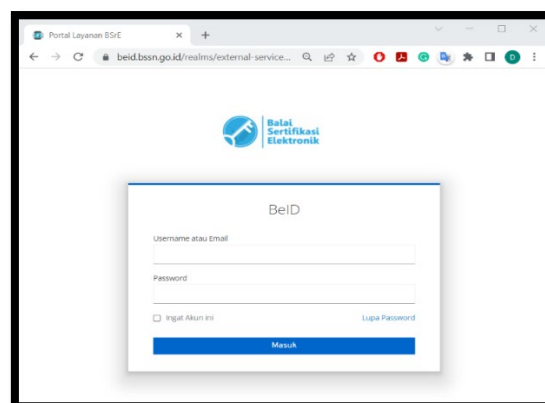 Portal Layanan BSrE
beid.bssn.go.id/realms/external-service...
Balai
Sertifikasi
Elektronik
BeID
Username atau Email
Password
Ingat Akun ini
Lupa Password
Masuk